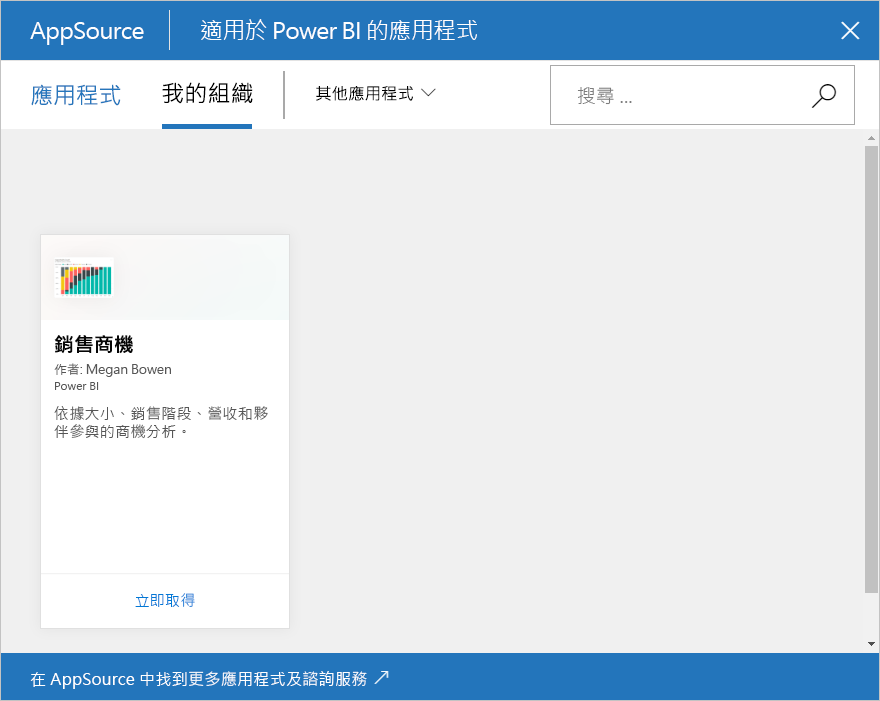 AppSource
適用於 Power BI 的應用程式
應用程式
我的組織
其他應用程式
搜尋 ...
銷售商機
作者: Megan Bowen
Power BI
依據大小、銷售階段、營收和夥
伴參與的商機分析。
立即取得
在 AppSource 中找到更多應用程式及諮詢服務